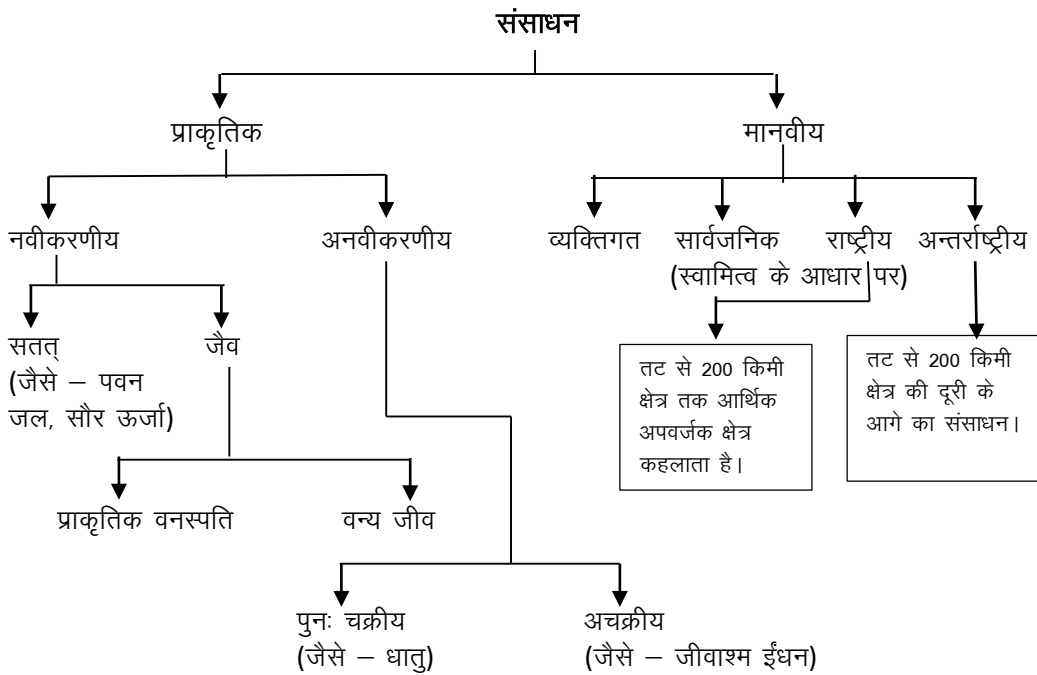 संसाधन
प्राकृतिक
मानवीय
नवीकरणीय
अनवीकरणीय
व्यक्तिगत
सार्वजनिक
राष्ट्रीय
अन्तर्राष्ट्रीय
(स्वामित्व के आधार पर)
सतत्
(जैसे – पवन
जल, सौर ऊर्जा)
जैव
तट से 200 किमी
क्षेत्र तक आर्थिक
अपवर्जक क्षेत्र
कहलाता है।
तट से 200 किमी
क्षेत्र की दूरी के
आगे का संसाधन।
प्राकृतिक वनस्पति
वन्य जीव
पुनः चक्रीय
(जैसे – धातु)
अचक्रीय
(जैसे – जीवाश्म ईंधन)